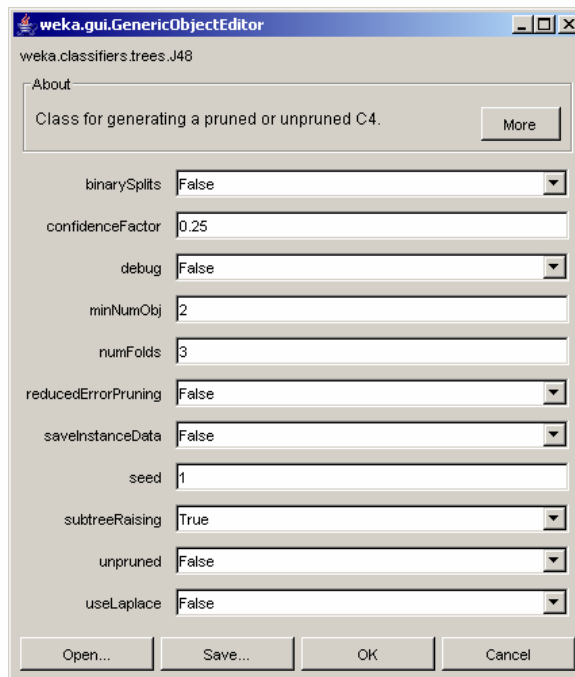 weka.gui.GenericObjectEditor
weka.classifiers.trees.J48
About
Class for generating a pruned or unpruned C4.
More
binarySplits False
confidenceFactor 0.25
debug False
minNumObj 2
numFolds 3
reducedErrorPruning False
saveInstanceData False
seed 1
subtreeRaising True
unpruned False
useLaplace False
Open... Save... OK Cancel